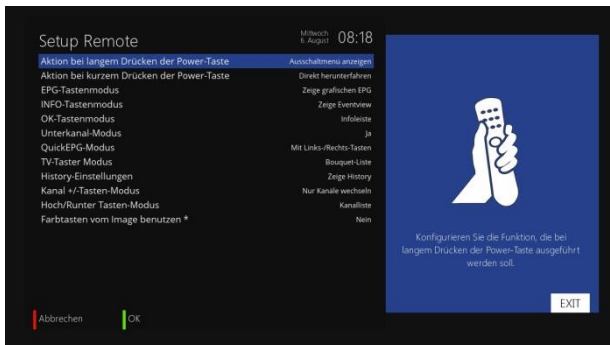 Setup Remote
Mittwoch
6. August
08:18
Aktion bei langem Drücken der Power-Taste Ausschaltmenü anzeigen
Aktion bei kurzem Drücken der Power-Taste Direkt herunterfahren
EPG-Tastenmodus Zeige grafischen EPG
INFO-Tastenmodus Zeige Eventview
OK-Tastenmodus Infoleiste
Unterkanal-Modus Ja
QuickEPG-Modus Mit Links-/Rechts-Tasten
TV-Taster Modus Bouquet-Liste
History-Einstellungen Zeige History
Kanal +/-Tasten-Modus Nur Kanäle wechseln
Hoch/Runter Tasten-Modus Kanalliste
Farbtasten vom Image benutzen * Nein
Konfigurieren Sie die Funktion, die bei
langem Drücken der Power-Taste ausgeführt
werden soll.
EXIT
Abbrechen OK